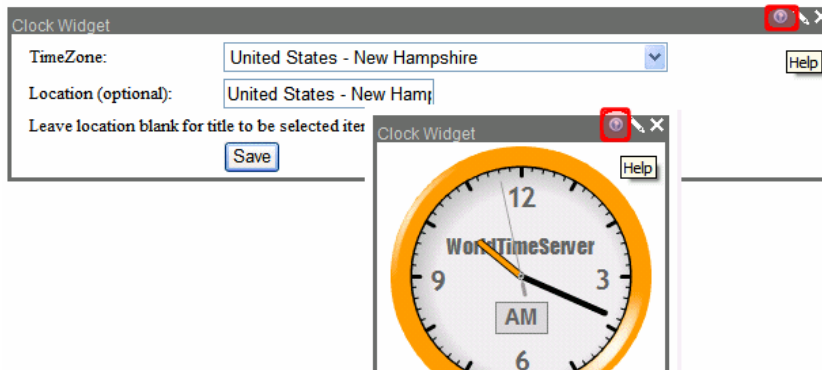 Clock Widget
TimeZone:
United States - New Hampshire
Help
Location (optional):
United States - New Hamp
Leave location blank for title to be selected iter
Save
Clock Widget
Help
12
WorldTimeServer
9
3
AM
6